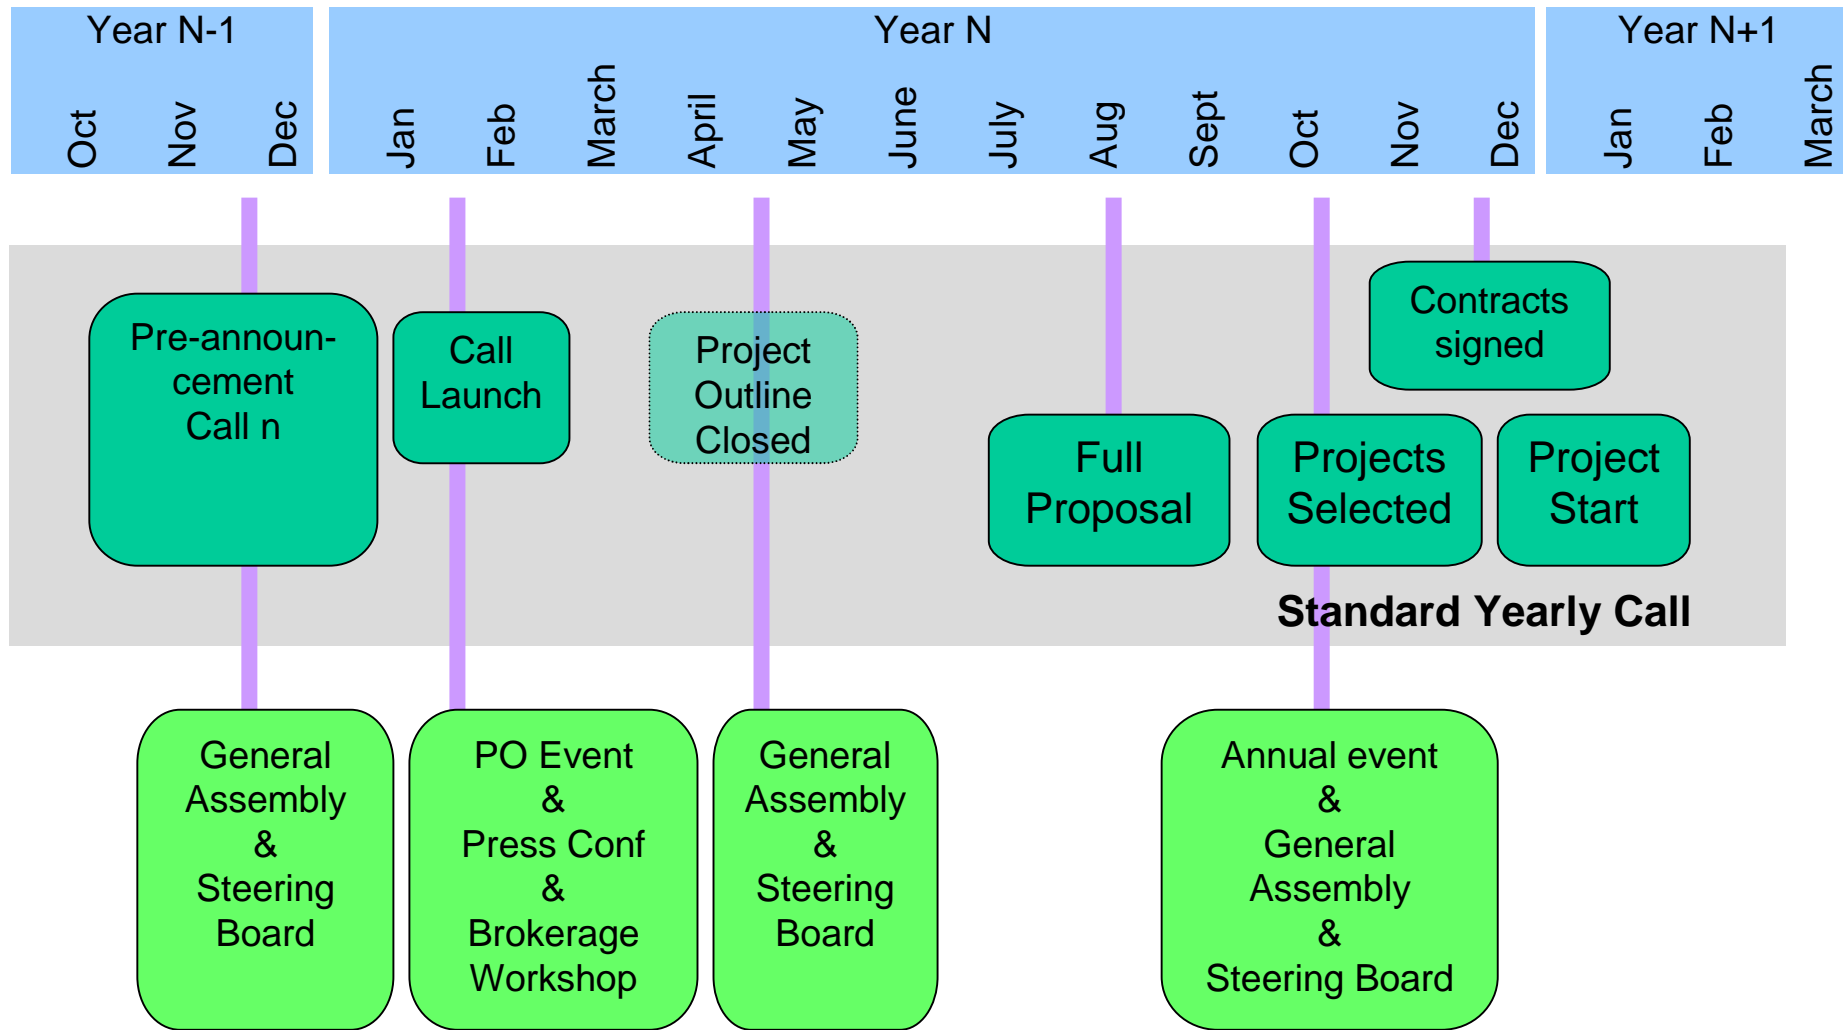 Year N-1
Year N
Year N+1
Oct
Nov
Dec
Jan
Feb
March
April
May
June
July
Aug
Sept
Oct
Nov
Dec
Jan
Feb
March
Pre-announ-
cement
Call n
Call
Launch
Project
Outline
Closed
Full
Proposal
Projects
Selected
Contracts
signed
Project
Start
Standard Yearly Call
General
Assembly
&
Steering
Board
PO Event
&
Press Conf
&
Brokerage
Workshop
General
Assembly
&
Steering
Board
Annual event
&
General
Assembly
&
Steering Board